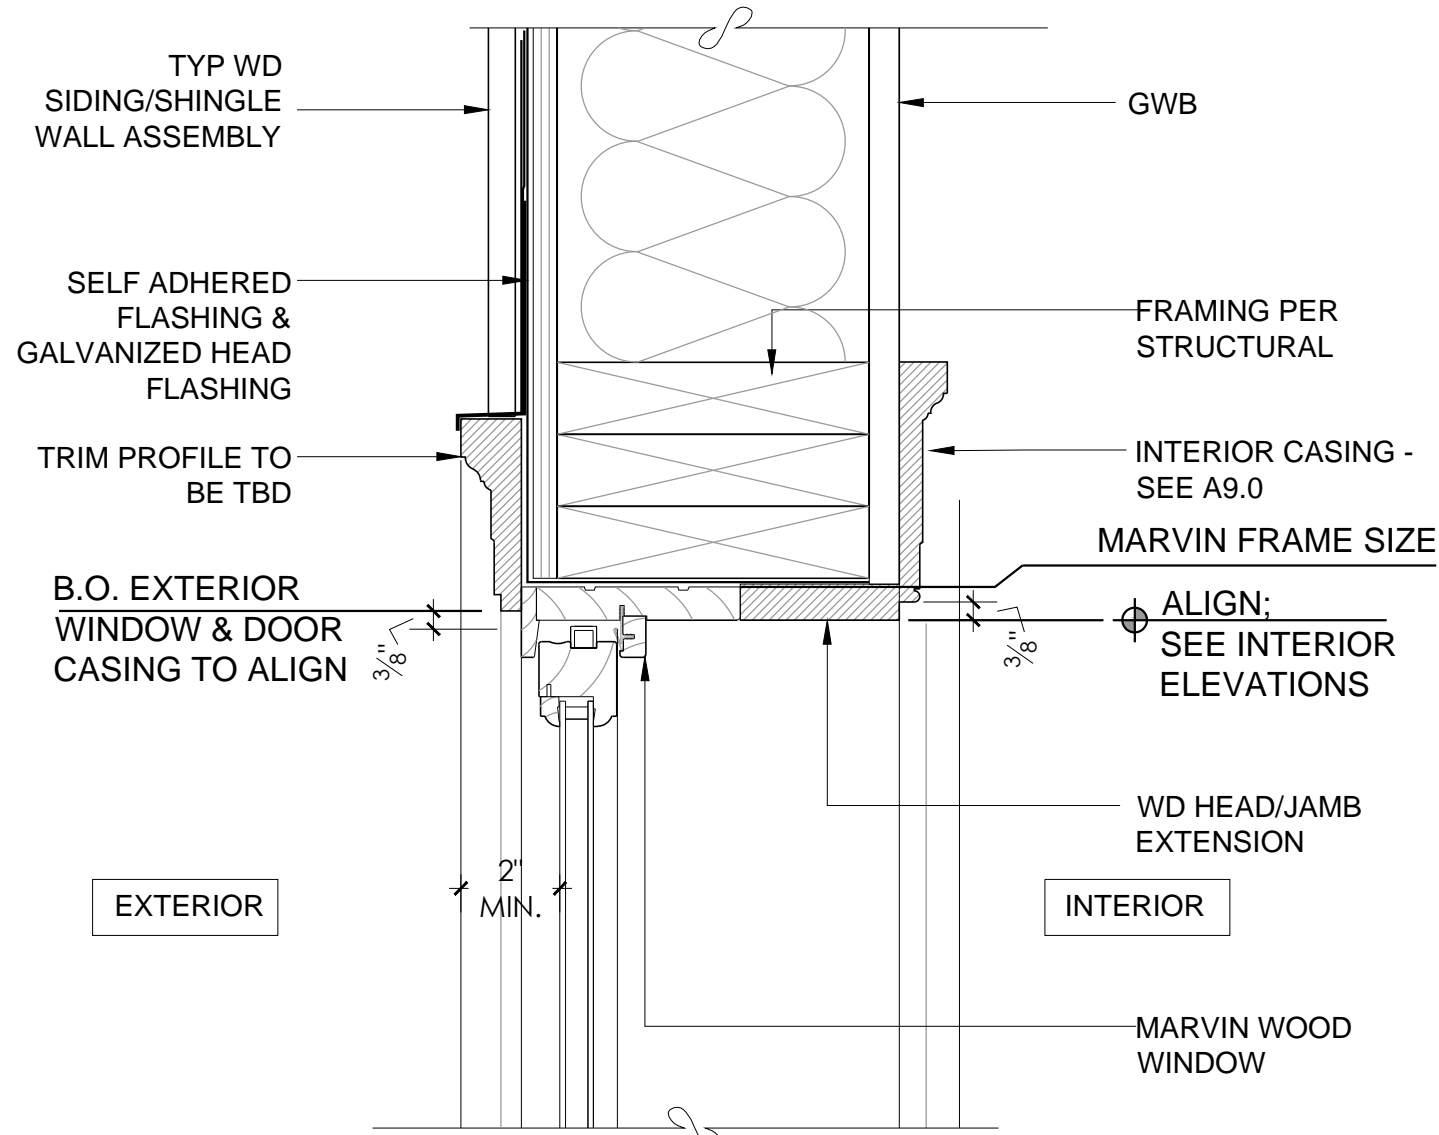 TYP WD
SIDING/SHINGLE
WALL ASSEMBLY
GWB
SELF ADHERED
FLASHING &
GALVANIZED HEAD
FLASHING
FRAMING PER
STRUCTURAL
TRIM PROFILE TO
BE TBD
INTERIOR CASING -
SEE A9.0
MARVIN FRAME SIZE
B.O. EXTERIOR
WINDOW & DOOR
CASING TO ALIGN
3/8"
3/8"
ALIGN;
SEE INTERIOR
ELEVATIONS
WD HEAD/JAMB
EXTENSION
2"
MIN.
EXTERIOR
INTERIOR
MARVIN WOOD
WINDOW